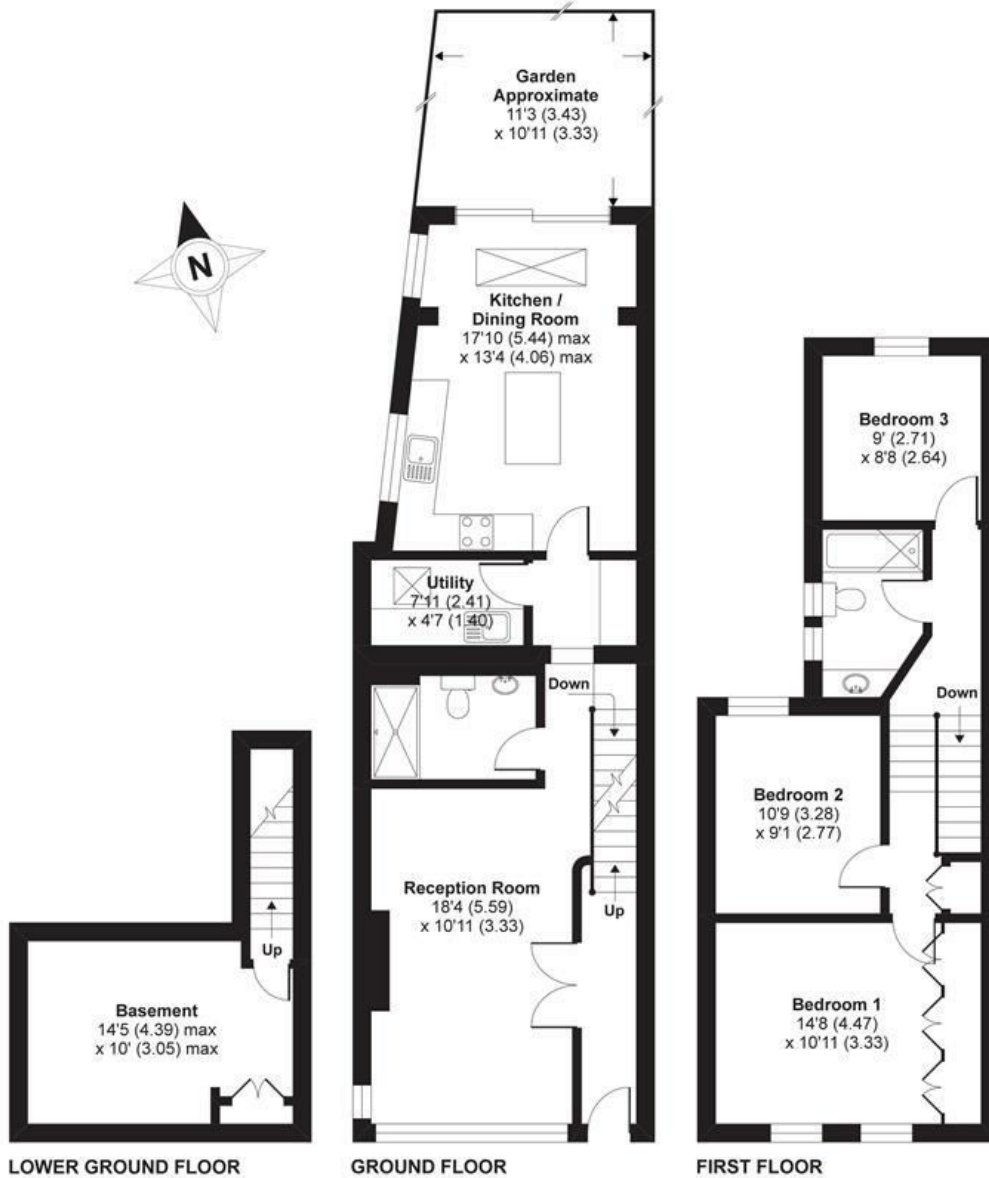 Garden
Approximate
11'3 (3.43)
x 10'11 (3.33)
N
Kitchen /
Dining Room
17'10 (5.44) max
x 13'4 (4.06) max
Utility
7'11 (2.41)
x 4'7 (1.40)
Down
Reception Room
18'4 (5.59)
x 10'11 (3.33)
Up
Bedroom 3
9' (2.71)
x 8'8 (2.64)
Down
Bedroom 2
10'9 (3.28)
x 9'1 (2.77)
Bedroom 1
14'8 (4.47)
x 10'11 (3.33)
Up
Basement
14'5 (4.39) max
x 10' (3.05) max
LOWER GROUND FLOOR
GROUND FLOOR
FIRST FLOOR